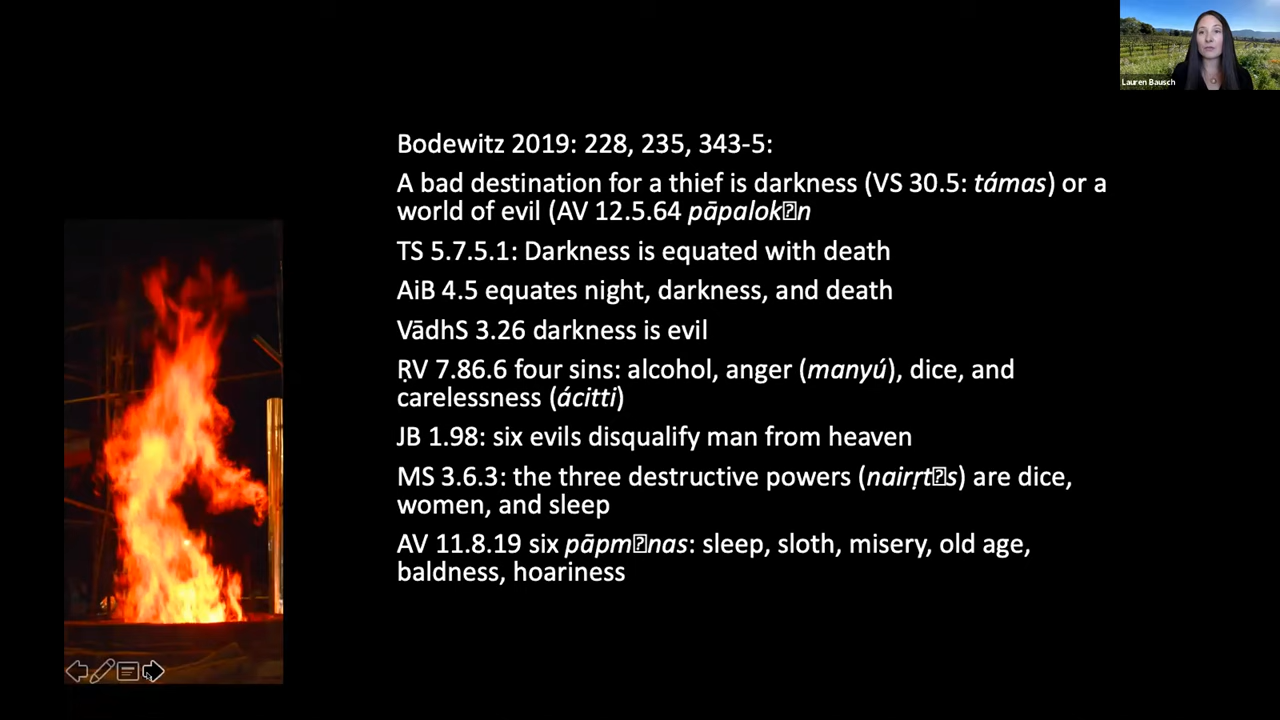 Lauren Bausch
Bodewitz 2019: 228, 235, 343-5:
A bad destination for a thief is darkness (VS 30.5: támas) or a
world of evil (AV 12.5.64 pāpalok⍰n
TS 5.7.5.1: Darkness is equated with death
AiB 4.5 equates night, darkness, and death
VādhS 3.26 darkness is evil
ṚV 7.86.6 four sins: alcohol, anger (manyú), dice, and
carelessness (ácitti)
JB 1.98: six evils disqualify man from heaven
MS 3.6.3: the three destructive powers (nairṛt⍰s) are dice,
women, and sleep
AV 11.8.19 six pāpm⍰nas: sleep, sloth, misery, old age,
baldness, hoariness